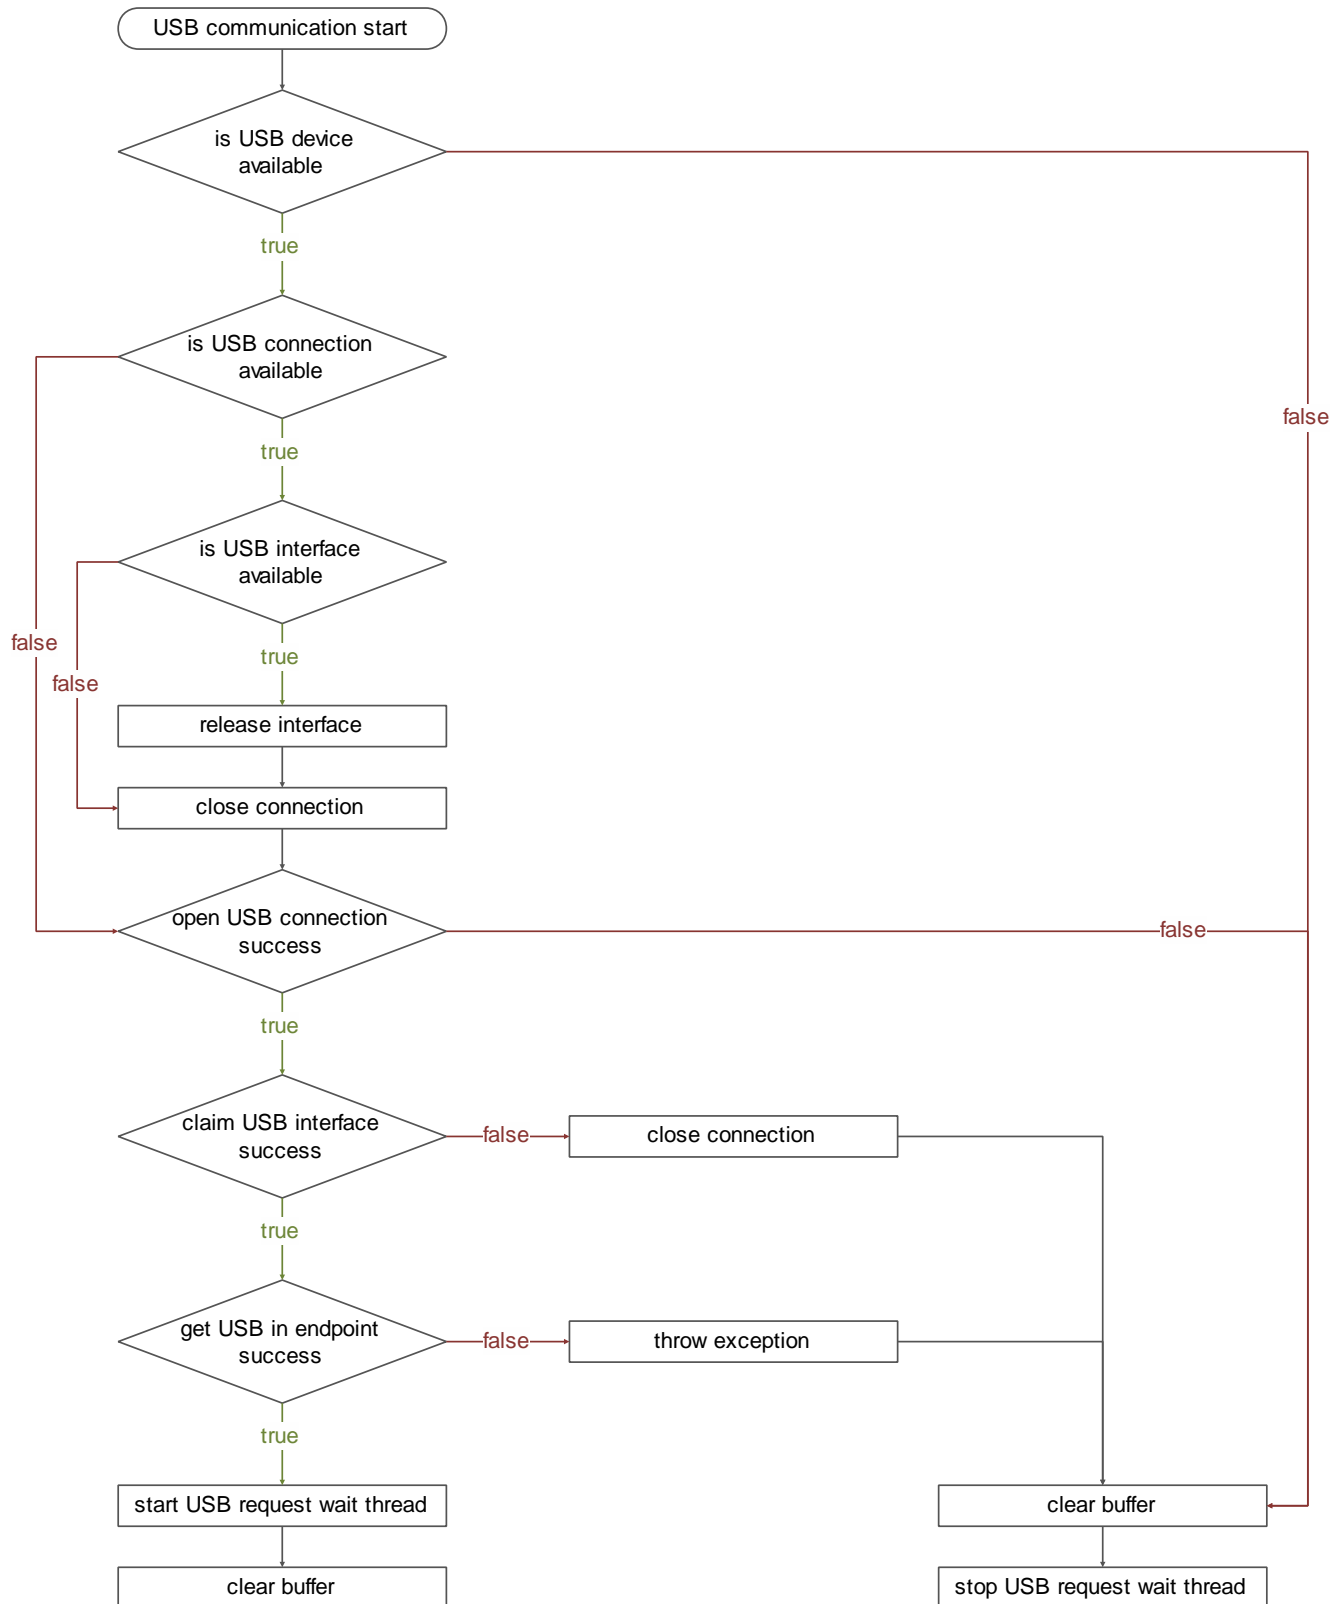 USB communication start
is USB device
available
true
is USB connection
available
false
true
is USB interface
available
false
true
false
release interface
close connection
open USB connection
success
false
true
claim USB interface
success
false
close connection
true
get USB in endpoint
success
false
throw exception
true
start USB request wait thread
clear buffer
clear buffer
stop USB request wait thread